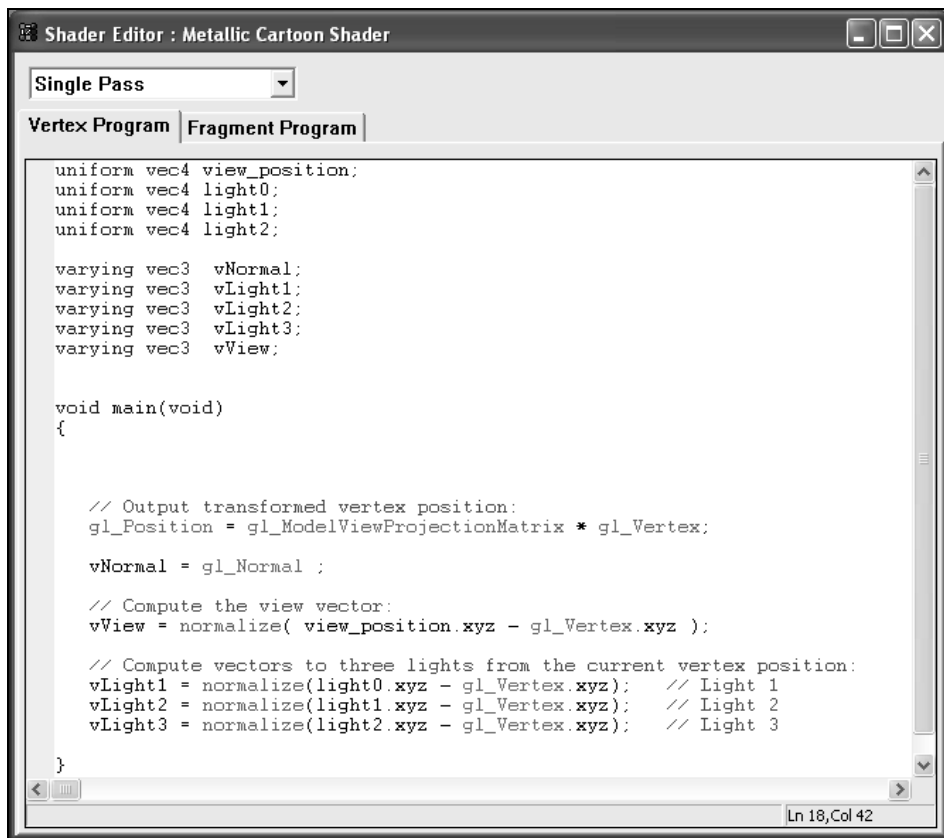 Shader Editor : Metallic Cartoon Shader
Single Pass
Vertex Program Fragment Program
uniform vec4 view_position;
uniform vec4 light0;
uniform vec4 light1;
uniform vec4 light2;
varying vec3  vNormal;
varying vec3  vLight1;
varying vec3  vLight2;
varying vec3  vLight3;
varying vec3  vView;
void main(void)
{
// Output transformed vertex position:
gl_Position = gl_ModelViewProjectionMatrix * gl_Vertex;
vNormal = gl_Normal ;
// Compute the view vector:
vView = normalize( view_position.xyz - gl_Vertex.xyz );
// Compute vectors to three lights from the current vertex position:
vLight1 = normalize(light0.xyz - gl_Vertex.xyz);   // Light 1
vLight2 = normalize(light1.xyz - gl_Vertex.xyz);   // Light 2
vLight3 = normalize(light2.xyz - gl_Vertex.xyz);   // Light 3
}
Ln 18,Col 42